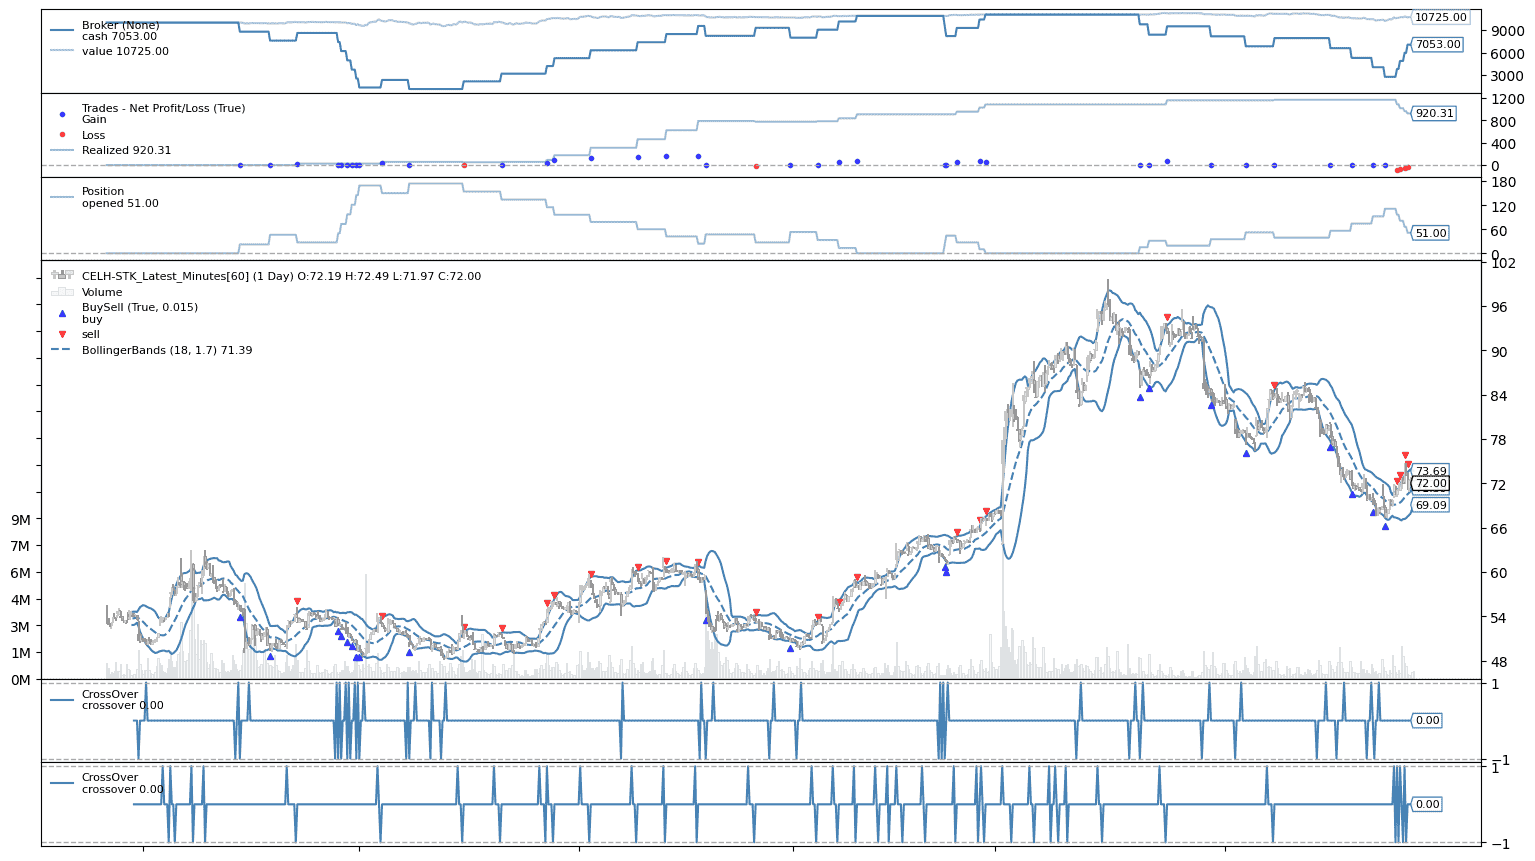 Broker (None)
cash 7053.00
value 10725.00
10725.00
9000
7053.00
6000
3000
Trades - Net Profit/Loss (True)
Gain
Loss
Realized 920.31
1200
920.31
800
400
0
Position
opened 51.00
180
120
60
51.00
0
CELH-STK_Latest_Minutes[60] (1 Day) O:72.19 H:72.49 L:71.97 C:72.00
Volume
BuySell (True, 0.015)
buy
sell
BollingerBands (18, 1.7) 71.39
102
96
90
84
78
73.69
72.00
72
69.09
66
60
54
48
9M
7M
6M
4M
3M
1M
0M
CrossOver
crossover 0.00
1
0.00
−1
CrossOver
crossover 0.00
1
0.00
−1